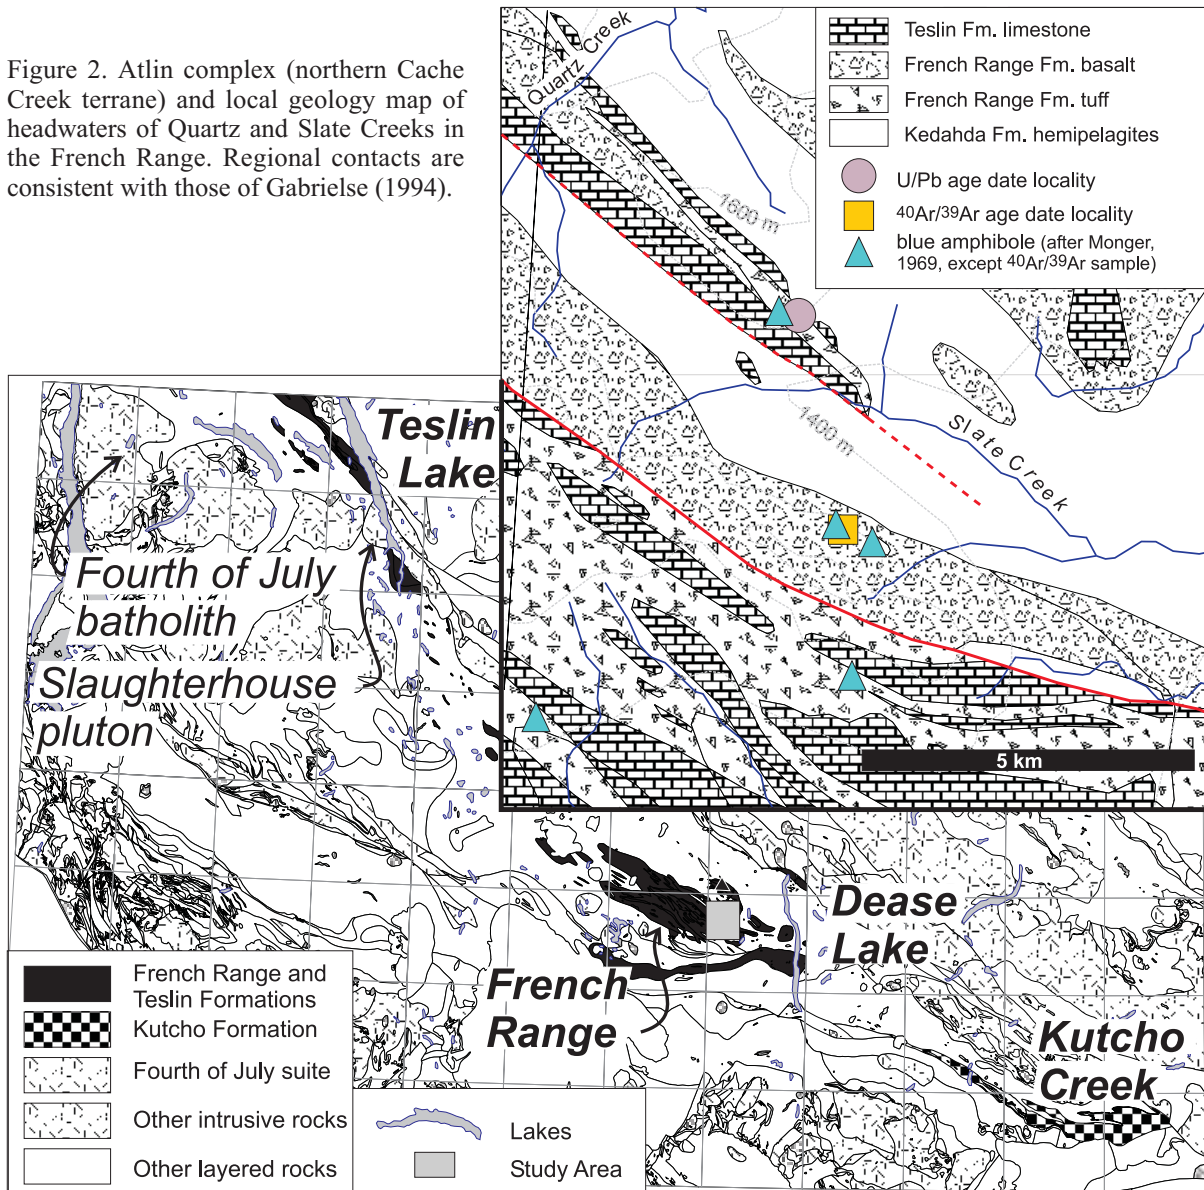 Figure 2. Atlin complex (northern Cache
Creek terrane) and local geology map of
headwaters of Quartz and Slate Creeks in
the French Range. Regional contacts are
consistent with those of Gabrielse (1994).
Quartz Creek
1600 m
1400 m
Slate Creek
5 km
Teslin Fm. limestone
French Range Fm. basalt
French Range Fm. tuff
Kedahda Fm. hemipelagites
U/Pb age date locality
40Ar/39Ar age date locality
blue amphibole (after Monger,
1969, except 40Ar/39Ar sample)
Teslin
Lake
Fourth of July
batholith
Slaughterhouse
pluton
Dease
Lake
French
Range
Kutcho
Creek
French Range and
Teslin Formations
Kutcho Formation
Fourth of July suite
Other intrusive rocks
Other layered rocks
Lakes
Study Area